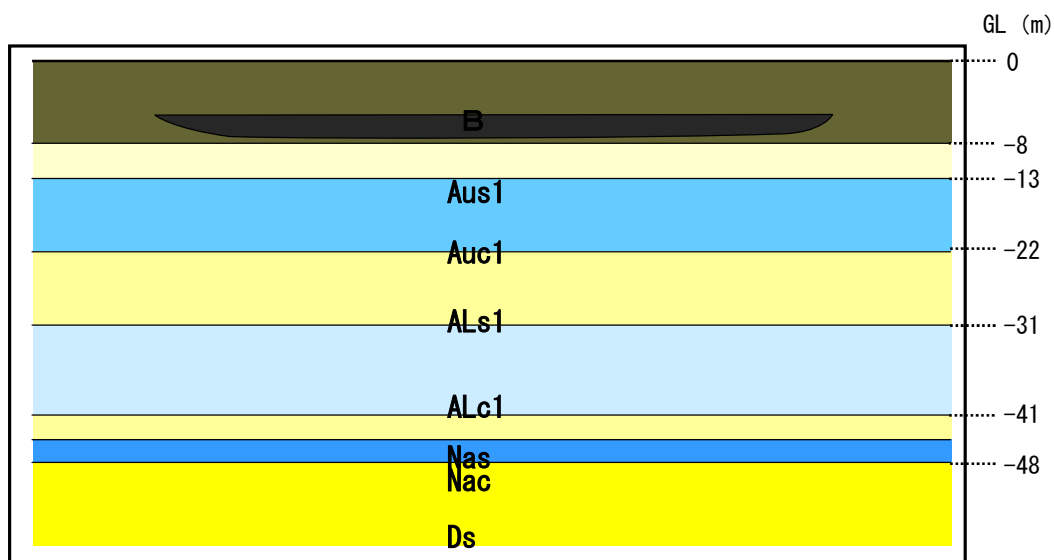 GL (m)
0
B
-8
-13
Aus1
-22
Auc1
ALs1
-31
ALc1
-41
Nas
-48
Nac
Ds